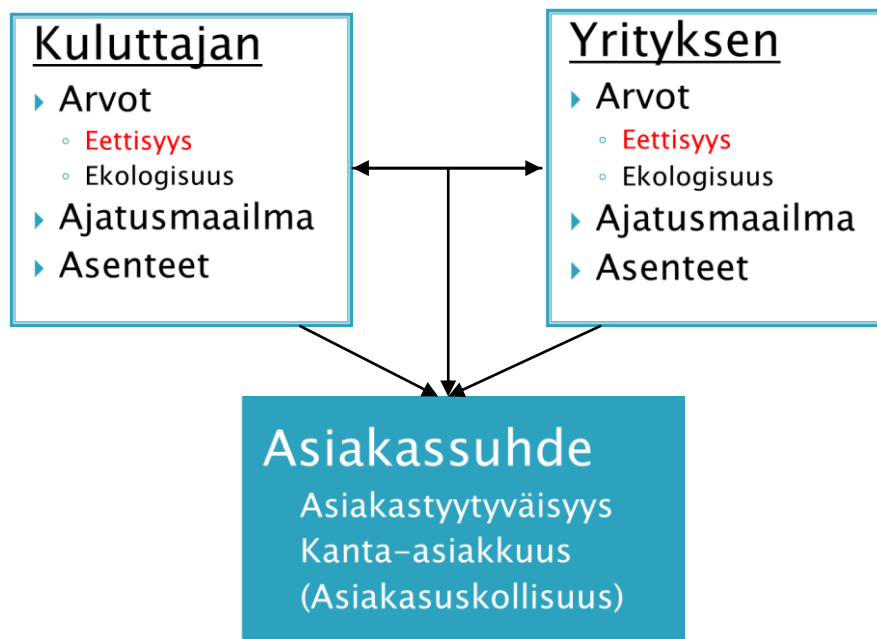 Kuluttajan
Arvot
Eettisyys
Ekologisuus
Ajatusmaailma
Asenteet
Yrityksen
Arvot
Eettisyys
Ekologisuus
Ajatusmaailma
Asenteet
Asiakassuhde
Asiakastyytyväisyys
Kanta-asiakkuus
(Asiakasuskollisuus)